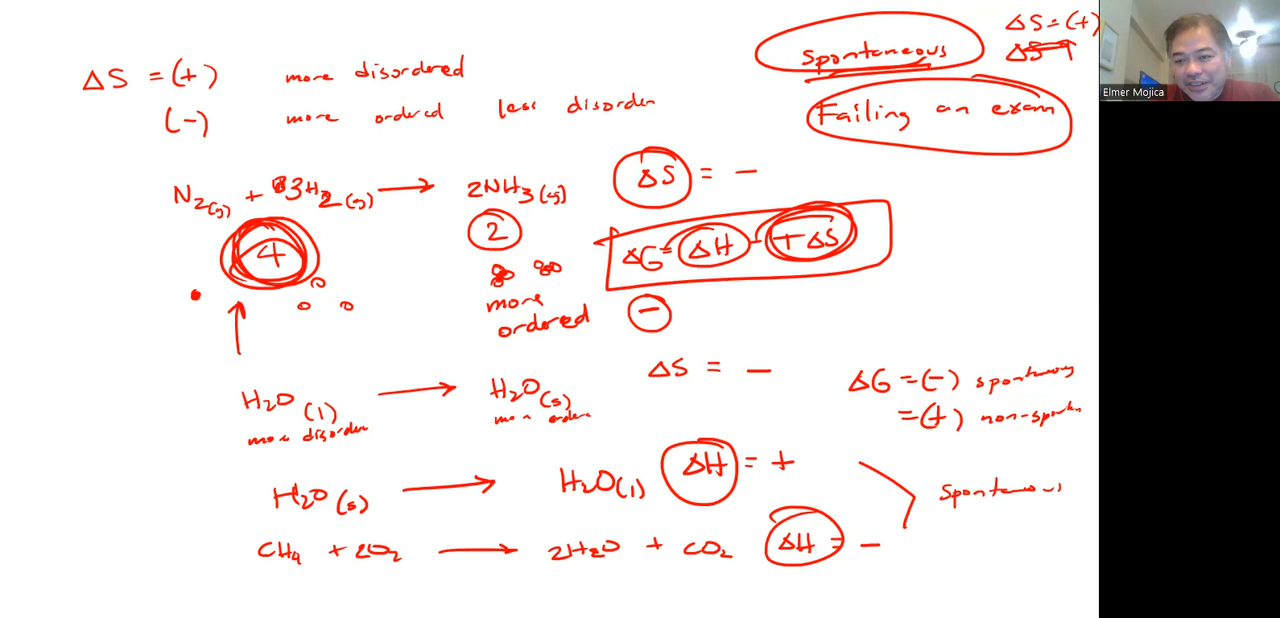 ΔS = (+) more disordered
(-) more ordered less disorder
spontaneous
ΔS = (+)
Failing an exam
N2(g) + 3H2(g) → 2NH3(g)
ΔS = -
4
2
ΔG = ΔH - TΔS
more
ordered
-
ΔS = -
H2O (l) → H2O (s)
more disorder
more order
ΔG = (-) spontaneous
= (+) non-spontn
H2O (s) → H2O (l) ΔH = +
spontaneous
CH4 + 2O2 → 2H2O + CO2 ΔH = -
Elmer Mojica